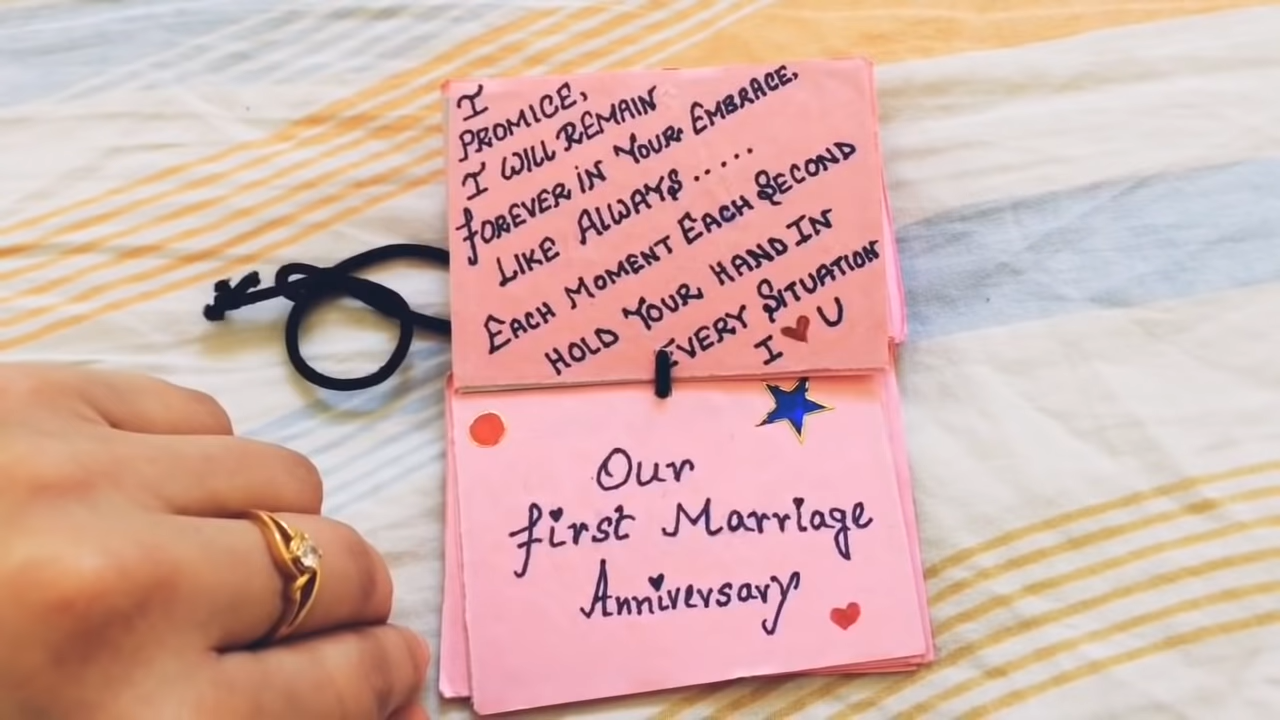 I
PROMICE,
I WILL REMAIN
FOREVER IN YOUR EMBRACE,
LIKE ALWAYS.....
EACH MOMENT EACH SECOND
HOLD YOUR HAND IN
EVERY SITUATION
I ❤ U
Our
first Marriage
Anniversary